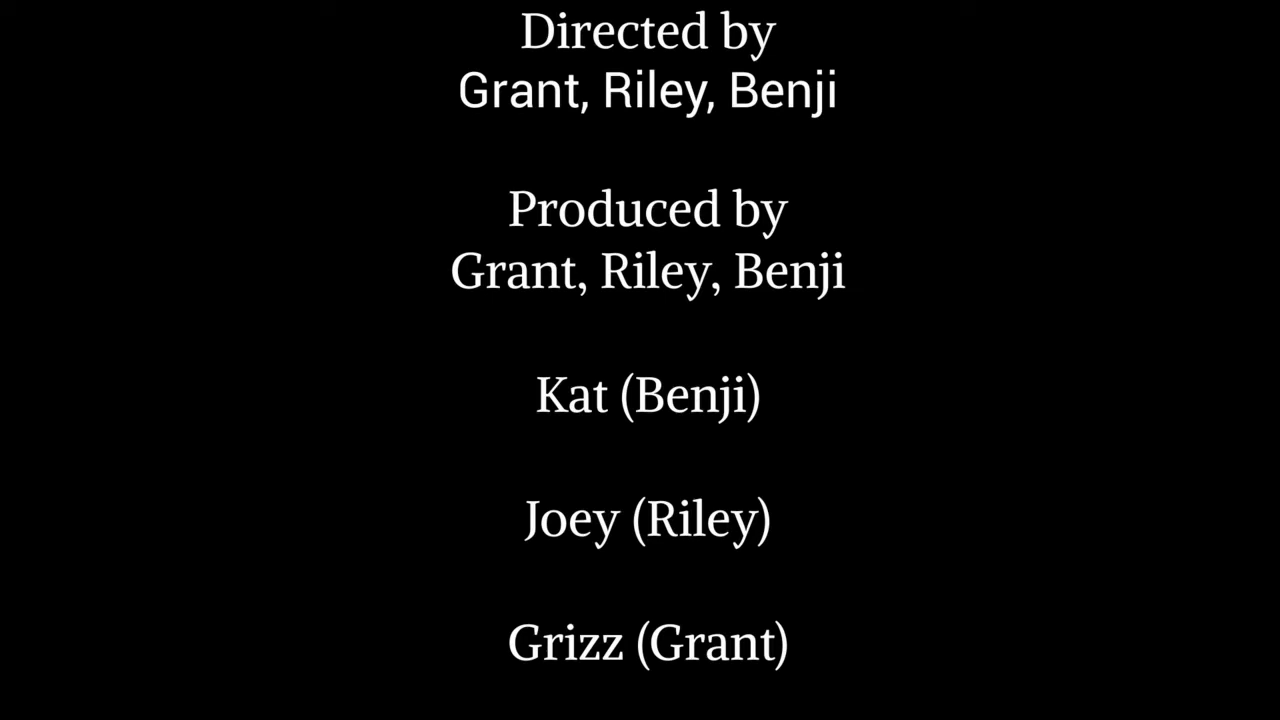 Directed by
Grant, Riley, Benji
Produced by
Grant, Riley, Benji
Kat (Benji)
Joey (Riley)
Grizz (Grant)